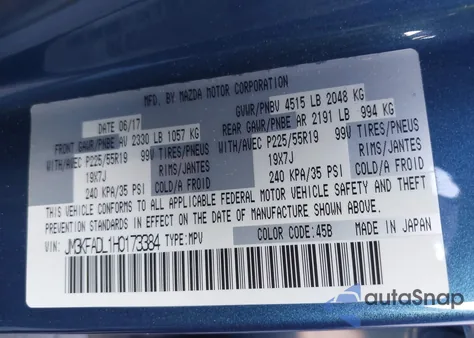 MFD. BY MAZDA MOTOR CORPORATION
DATE 06/17 GVWR/PNBV 4515 LB 2048 KG
FRONT GAWR/PNBE AV 2330 LB 1057 KG REAR GAWR/PNBE AR 2191 LB 994 KG
WITH/AVEC P225/55R19 99V TIRES/PNEUS WITH/AVEC P225/55R19 99V TIRES/PNEUS
19X7J RIMS/JANTES 19X7J RIMS/JANTES
240 KPA/35 PSI COLD/A FROID 240 KPA/35 PSI COLD/A FROID
THIS VEHICLE CONFORMS TO ALL APPLICABLE FEDERAL MOTOR VEHICLE SAFETY AND THEFT
PREVENTION STANDARDS IN EFFECT ON THE DATE OF MANUFACTURE SHOWN ABOVE.
VIN: JM3KFADL1H0173384 TYPE:MPV COLOR CODE:45B MADE IN JAPAN
autoSnap